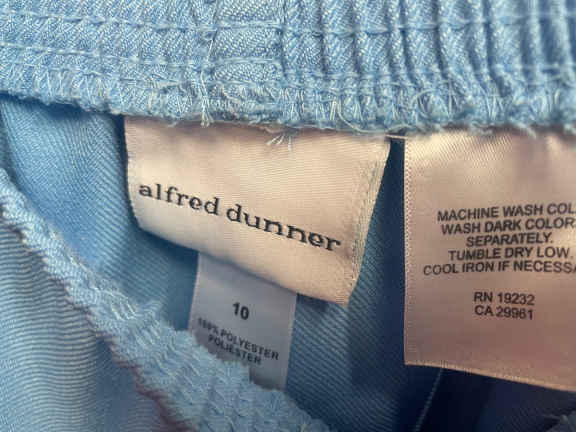 alfred dunner
10
100% POLYESTER
POLIESTER
MACHINE WASH COL
WASH DARK COLOR
SEPARATELY.
TUMBLE DRY LOW.
COOL IRON IF NECESSA
RN 19232
CA 29961